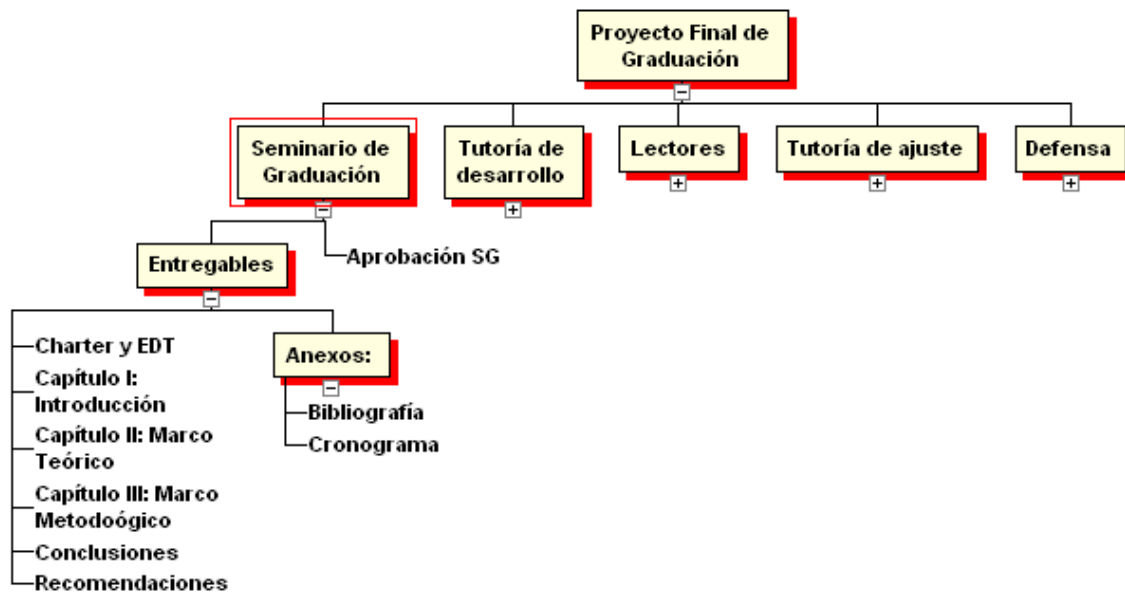 Proyecto Final de
Graduación
Seminario de
Graduación
Tutoría de
desarrollo
Lectores
Tutoría de ajuste
Defensa
Entregables
Aprobación SG
Charter y EDT
Capítulo I:
Introducción
Capítulo II: Marco
Teórico
Capítulo III: Marco
Metodoógico
Conclusiones
Recomendaciones
Anexos:
Bibliografía
Cronograma